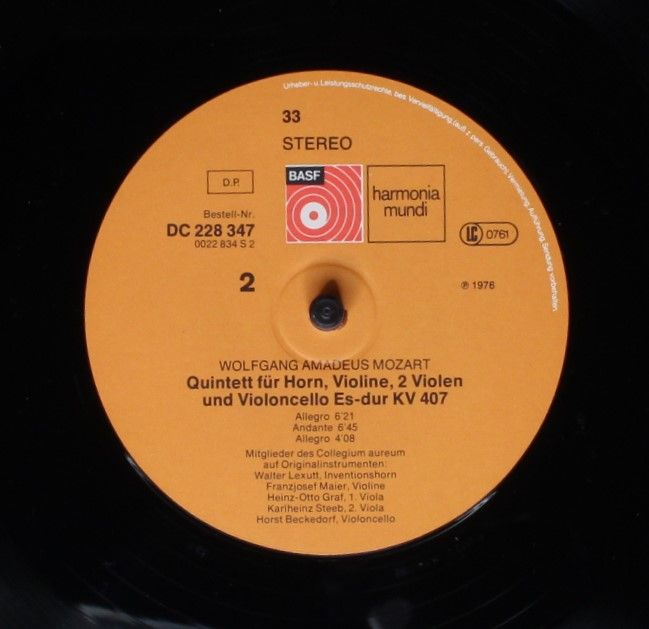 Urheber- u. Leistungsschutzrechte, bes. Vervielfältigung (auß. z. pers. Gebrauch) Vermietung, Aufführung, Sendung vorbehalten.
33
STEREO
D.P.
BASF
harmonia
mundi
Bestell-Nr.
DC 228 347
0022 834 S 2
LC 0761
2
℗ 1976
WOLFGANG AMADEUS MOZART
Quintett für Horn, Violine, 2 Violen
und Violoncello Es-dur KV 407
Allegro 6'21
Andante 6'45
Allegro 4'08
Mitglieder des Collegium aureum
auf Originalinstrumenten:
Walter Lexutt, Inventionshorn
Franzjosef Maier, Violine
Heinz-Otto Graf, 1. Viola
Karlheinz Steeb, 2. Viola
Horst Beckedorf, Violoncello